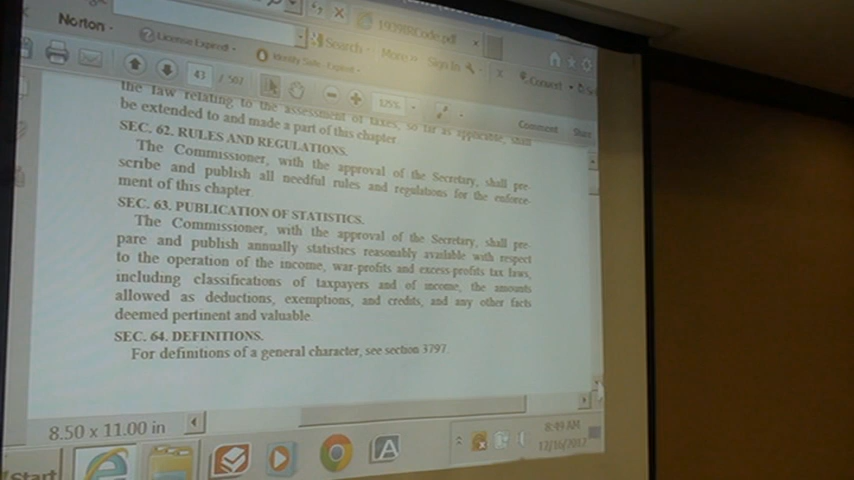 1939IRCode.pdf
Norton
License Expired
Search
More »
Sign In
Identity Safe - Expired
Convert
43 / 507
125%
Comment
the law relating to the assessment of taxes, so far as applicable, shall
be extended to and made a part of this chapter
SEC. 62. RULES AND REGULATIONS.
The Commissioner, with the approval of the Secretary, shall pre-
scribe and publish all needful rules and regulations for the enforce-
ment of this chapter.
SEC. 63. PUBLICATION OF STATISTICS.
The Commissioner, with the approval of the Secretary, shall pre-
pare and publish annually statistics reasonably available with respect
to the operation of the income, war-profits and excess-profits tax laws,
including classifications of taxpayers and of income, the amounts
allowed as deductions, exemptions, and credits, and any other facts
deemed pertinent and valuable.
SEC. 64. DEFINITIONS.
For definitions of a general character, see section 3797.
8.50 x 11.00 in
Start
8:49 AM
12/16/2017